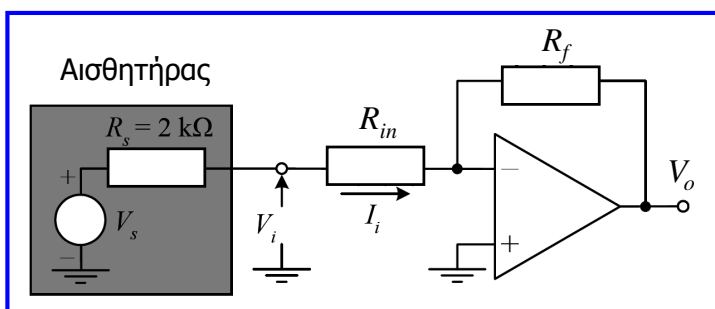 Αισθητήρας
R_s = 2 kΩ
+
V_s
−
V_i
R_in
I_i
R_f
−
+
V_o